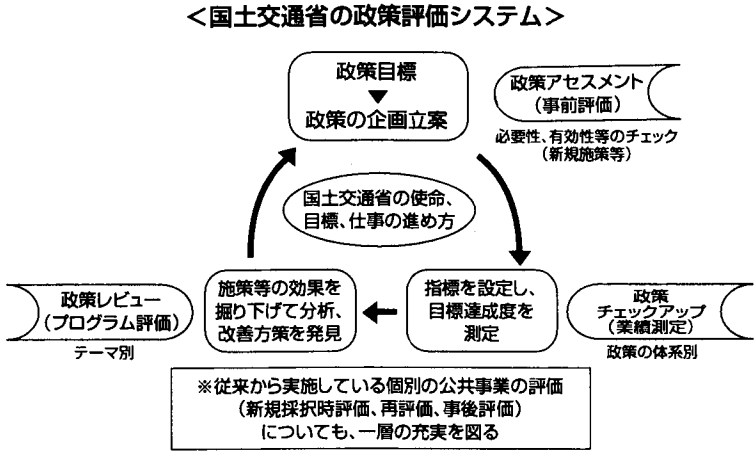 ＜国土交通省の政策評価システム＞
政策目標
▼
政策の企画立案
政策アセスメント
（事前評価）
必要性、有効性等のチェック
（新規施策等）
国土交通省の使命、
目標、仕事の進め方
政策レビュー
（プログラム評価）
テーマ別
施策等の効果を
掘り下げて分析、
改善方策を発見
指標を設定し、
目標達成度を
測定
政策
チェックアップ
（業績測定）
政策の体系別
※従来から実施している個別の公共事業の評価
（新規採択時評価、再評価、事後評価）
についても、一層の充実を図る